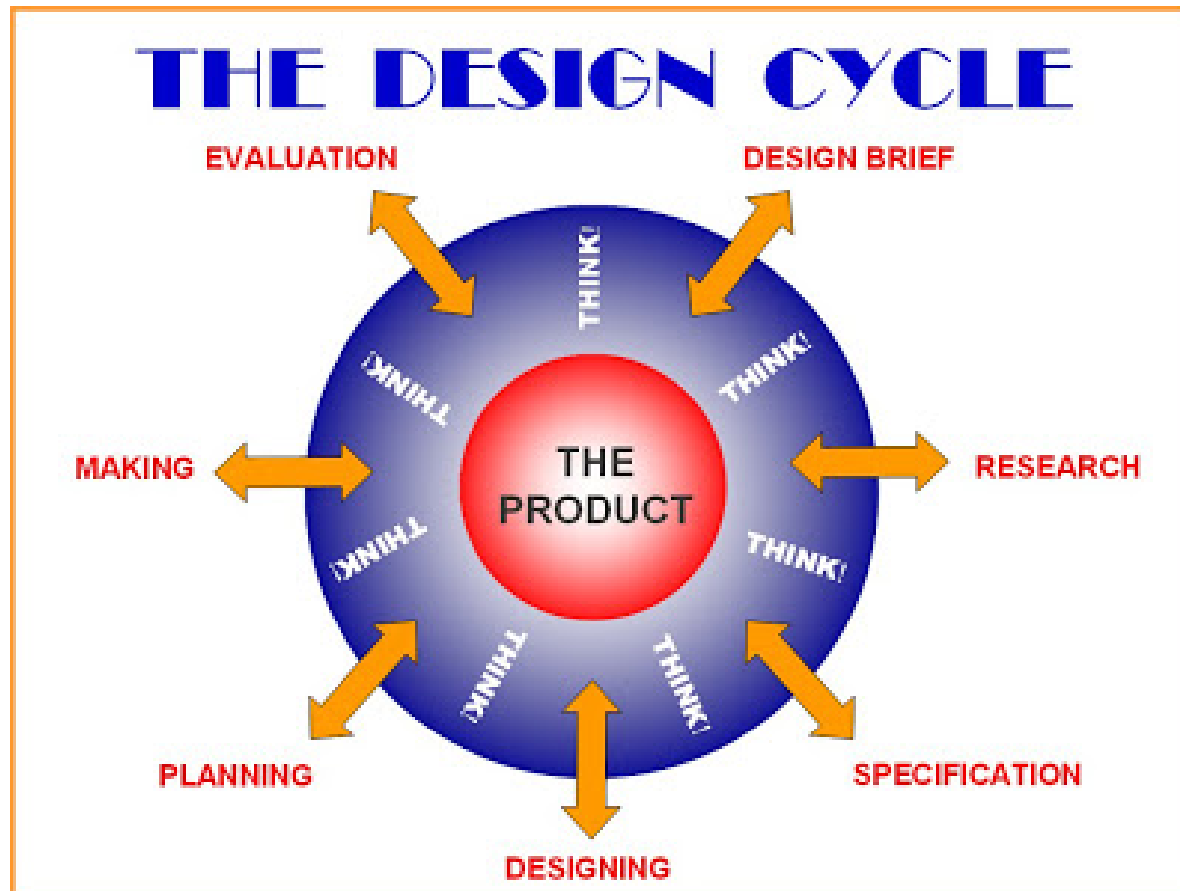 THE DESIGN CYCLE
EVALUATION
DESIGN BRIEF
THINK!
THINK!
THINK!
THE
PRODUCT
MAKING
RESEARCH
THINK!
THINK!
THINK!
THINK!
PLANNING
SPECIFICATION
DESIGNING